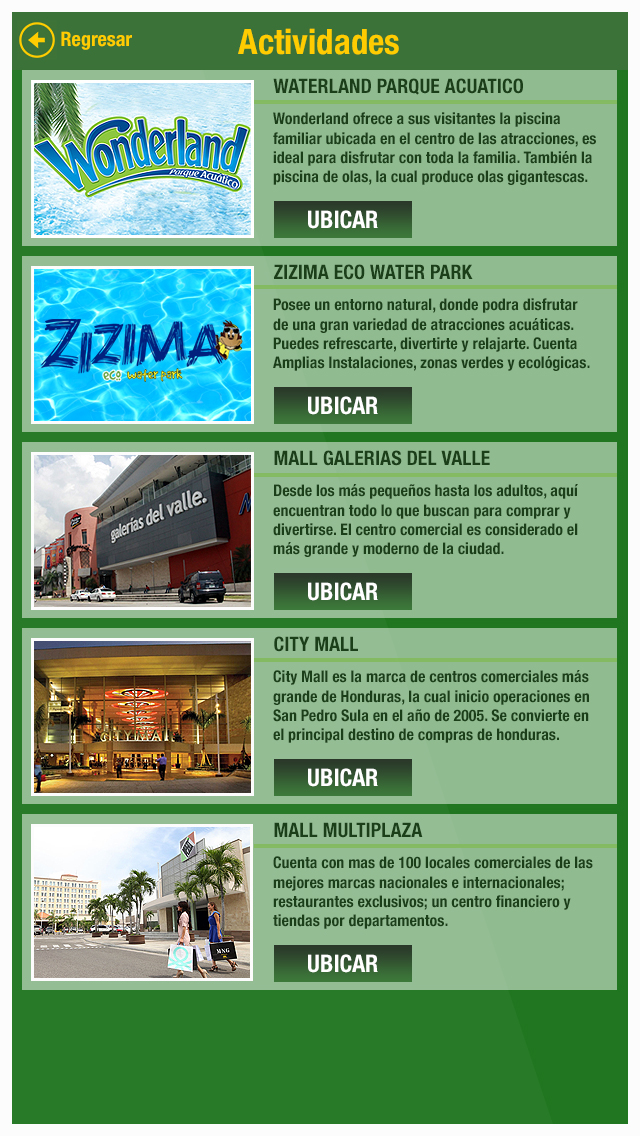 Regresar
Actividades
WATERLAND PARQUE ACUATICO
Wonderland
Parque Acuático
Wonderland ofrece a sus visitantes la piscina
familiar ubicada en el centro de las atracciones, es
ideal para disfrutar con toda la familia. También la
piscina de olas, la cual produce olas gigantescas.
UBICAR
ZIZIMA ECO WATER PARK
ZIZIMA
eco water park
Posee un entorno natural, donde podra disfrutar
de una gran variedad de atracciones acuáticas.
Puedes refrescarte, divertirte y relajarte. Cuenta
Amplias Instalaciones, zonas verdes y ecológicas.
UBICAR
MALL GALERIAS DEL VALLE
galerías del valle.
Desde los más pequeños hasta los adultos, aquí
encuentran todo lo que buscan para comprar y
divertirse. El centro comercial es considerado el
más grande y moderno de la ciudad.
UBICAR
CITY MALL
CITY MALL
City Mall es la marca de centros comerciales más
grande de Honduras, la cual inicio operaciones en
San Pedro Sula en el año de 2005. Se convierte en
el principal destino de compras de honduras.
UBICAR
MALL MULTIPLAZA
MNG
Cuenta con mas de 100 locales comerciales de las
mejores marcas nacionales e internacionales;
restaurantes exclusivos; un centro financiero y
tiendas por departamentos.
UBICAR